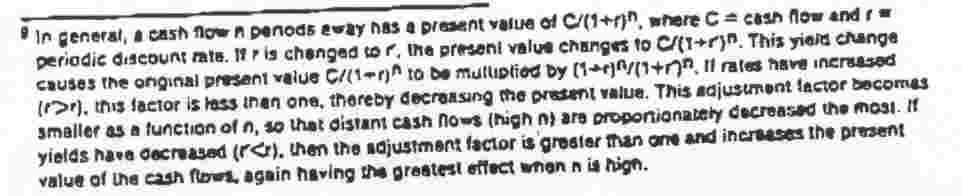 9 In general, a cash flow n periods away has a present value of C/(1+r)ⁿ, where C = cash flow and r =
periodic discount rate. If r is changed to r', the present value changes to C/(1+r')ⁿ. This yield change
causes the original present value C/(1+r)ⁿ to be multiplied by (1+r)ⁿ/(1+r')ⁿ. If rates have increased
(r'>r), this factor is less than one, thereby decreasing the present value. This adjustment factor becomes
smaller as a function of n, so that distant cash flows (high n) are proportionately decreased the most. If
yields have decreased (r'<r), then the adjustment factor is greater than one and increases the present
value of the cash flows, again having the greatest effect when n is high.